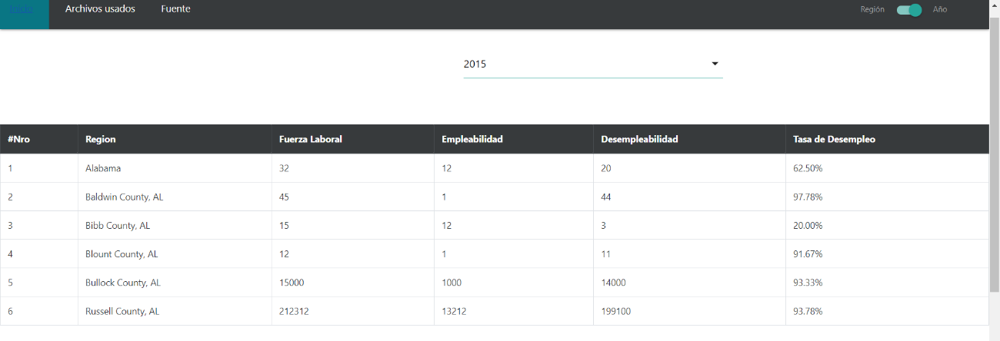 Inicio Archivos usados Fuente Región Año
2015
#Nro Region Fuerza Laboral Empleabilidad Desempleabilidad Tasa de Desempleo
1 Alabama 32 12 20 62.50%
2 Baldwin County, AL 45 1 44 97.78%
3 Bibb County, AL 15 12 3 20.00%
4 Blount County, AL 12 1 11 91.67%
5 Bullock County, AL 15000 1000 14000 93.33%
6 Russell County, AL 212312 13212 199100 93.78%